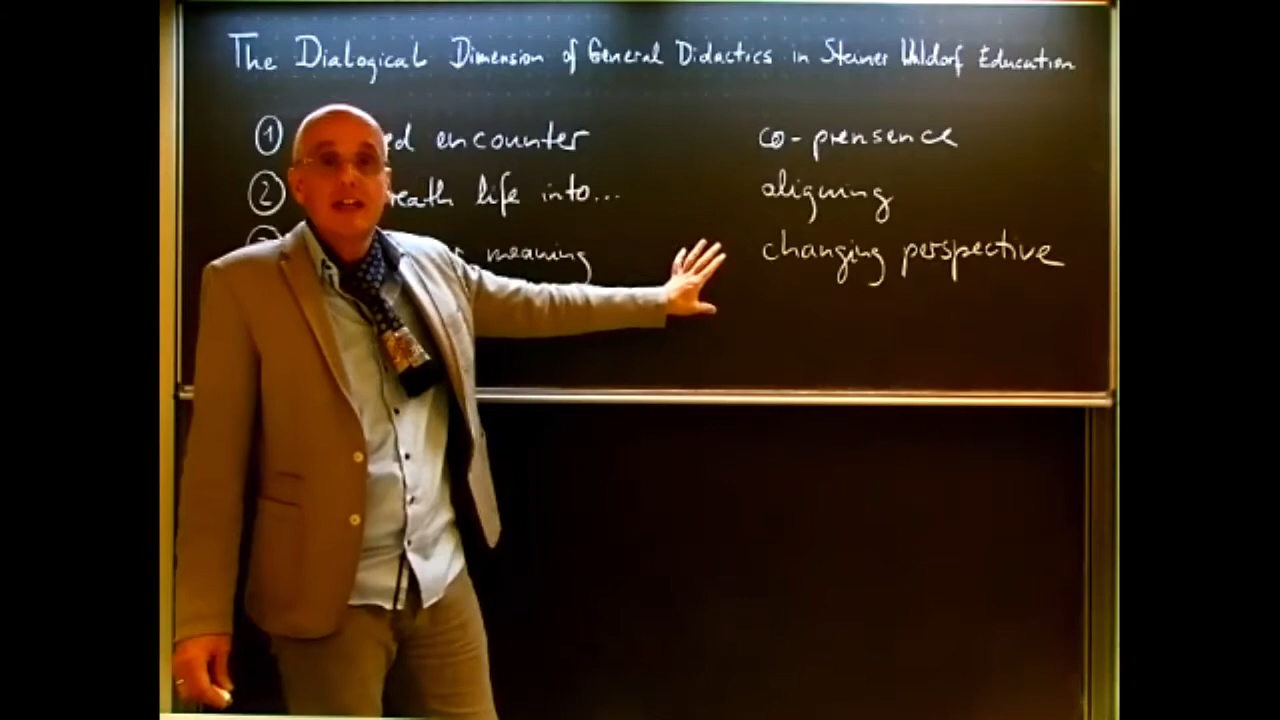 The Dialogical Dimension of General Didactics in Steiner Waldorf Education
① encounter co-prensence
② life into... aligning
meaning changing perspective